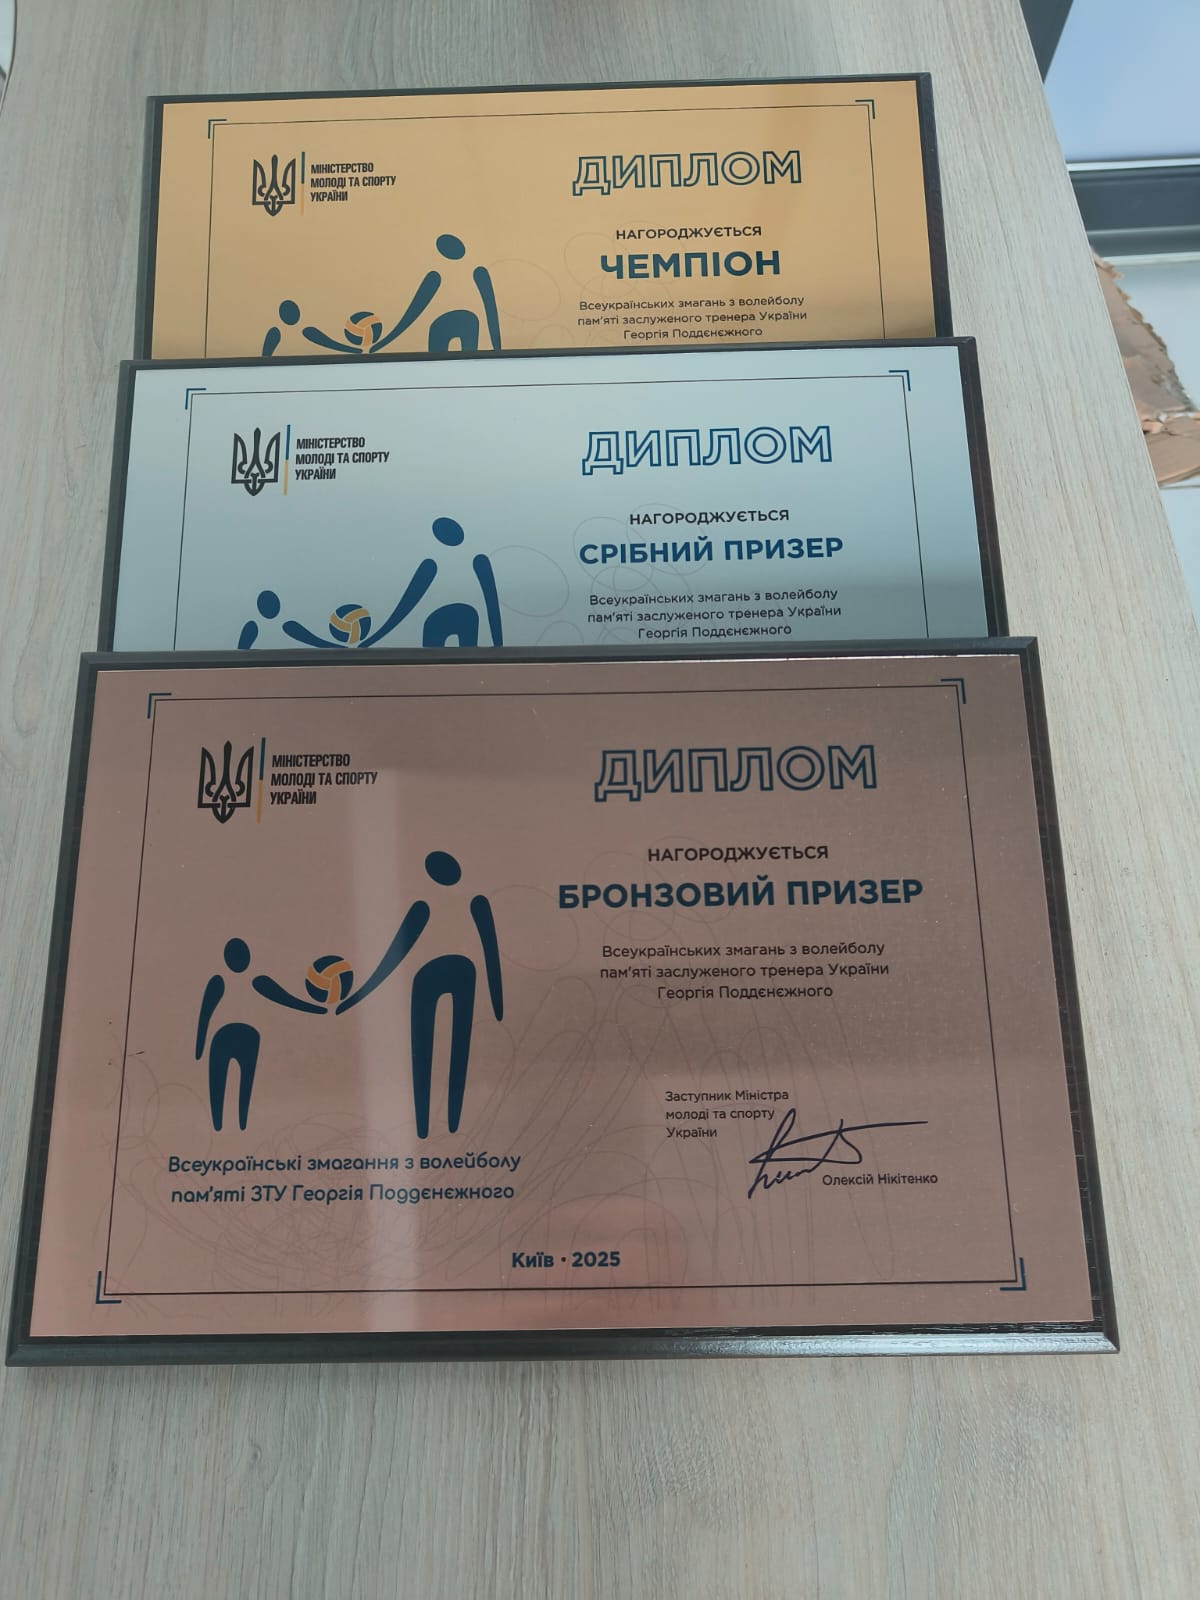 МІНІСТЕРСТВО
МОЛОДІ ТА СПОРТУ
УКРАЇНИ
ДИПЛОМ
НАГОРОДЖУЄТЬСЯ
ЧЕМПІОН
Всеукраїнських змагань з волейболу
пам'яті заслуженого тренера України
Георгія Поддєнєжного
МІНІСТЕРСТВО
МОЛОДІ ТА СПОРТУ
УКРАЇНИ
ДИПЛОМ
НАГОРОДЖУЄТЬСЯ
СРІБНИЙ ПРИЗЕР
Всеукраїнських змагань з волейболу
пам'яті заслуженого тренера України
Георгія Поддєнєжного
МІНІСТЕРСТВО
МОЛОДІ ТА СПОРТУ
УКРАЇНИ
ДИПЛОМ
НАГОРОДЖУЄТЬСЯ
БРОНЗОВИЙ ПРИЗЕР
Всеукраїнських змагань з волейболу
пам'яті заслуженого тренера України
Георгія Поддєнєжного
Заступник Міністра
молоді та спорту
України
Олексій Нікітенко
Всеукраїнські змагання з волейболу
пам'яті ЗТУ Георгія Поддєнєжного
Київ · 2025